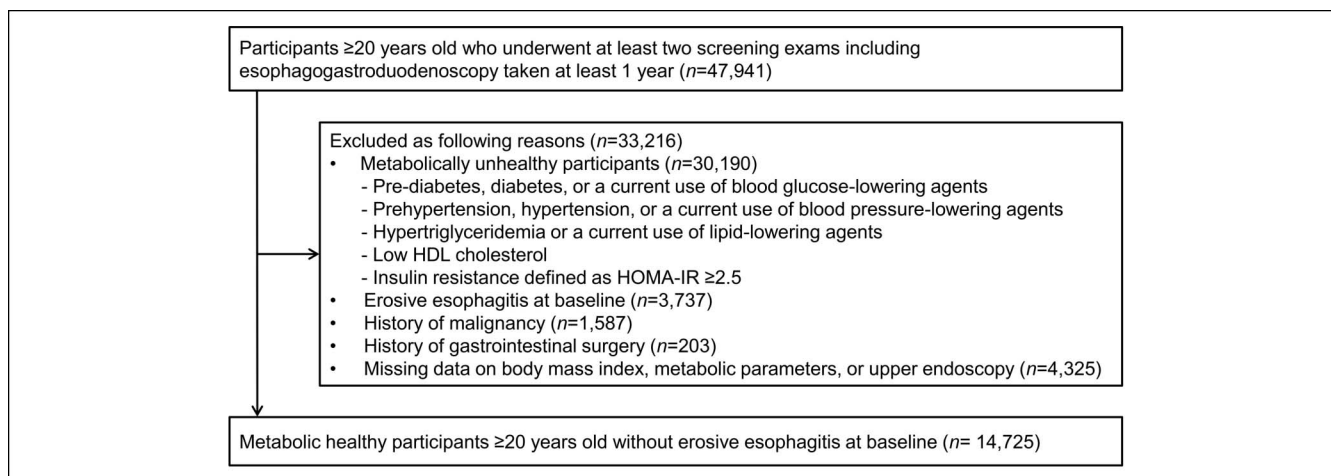 Participants ≥20 years old who underwent at least two screening exams including
esophagogastroduodenoscopy taken at least 1 year (n=47,941)
Excluded as following reasons (n=33,216)
• Metabolically unhealthy participants (n=30,190)
- Pre-diabetes, diabetes, or a current use of blood glucose-lowering agents
- Prehypertension, hypertension, or a current use of blood pressure-lowering agents
- Hypertriglyceridemia or a current use of lipid-lowering agents
- Low HDL cholesterol
- Insulin resistance defined as HOMA-IR ≥2.5
• Erosive esophagitis at baseline (n=3,737)
• History of malignancy (n=1,587)
• History of gastrointestinal surgery (n=203)
• Missing data on body mass index, metabolic parameters, or upper endoscopy (n=4,325)
Metabolic healthy participants ≥20 years old without erosive esophagitis at baseline (n= 14,725)